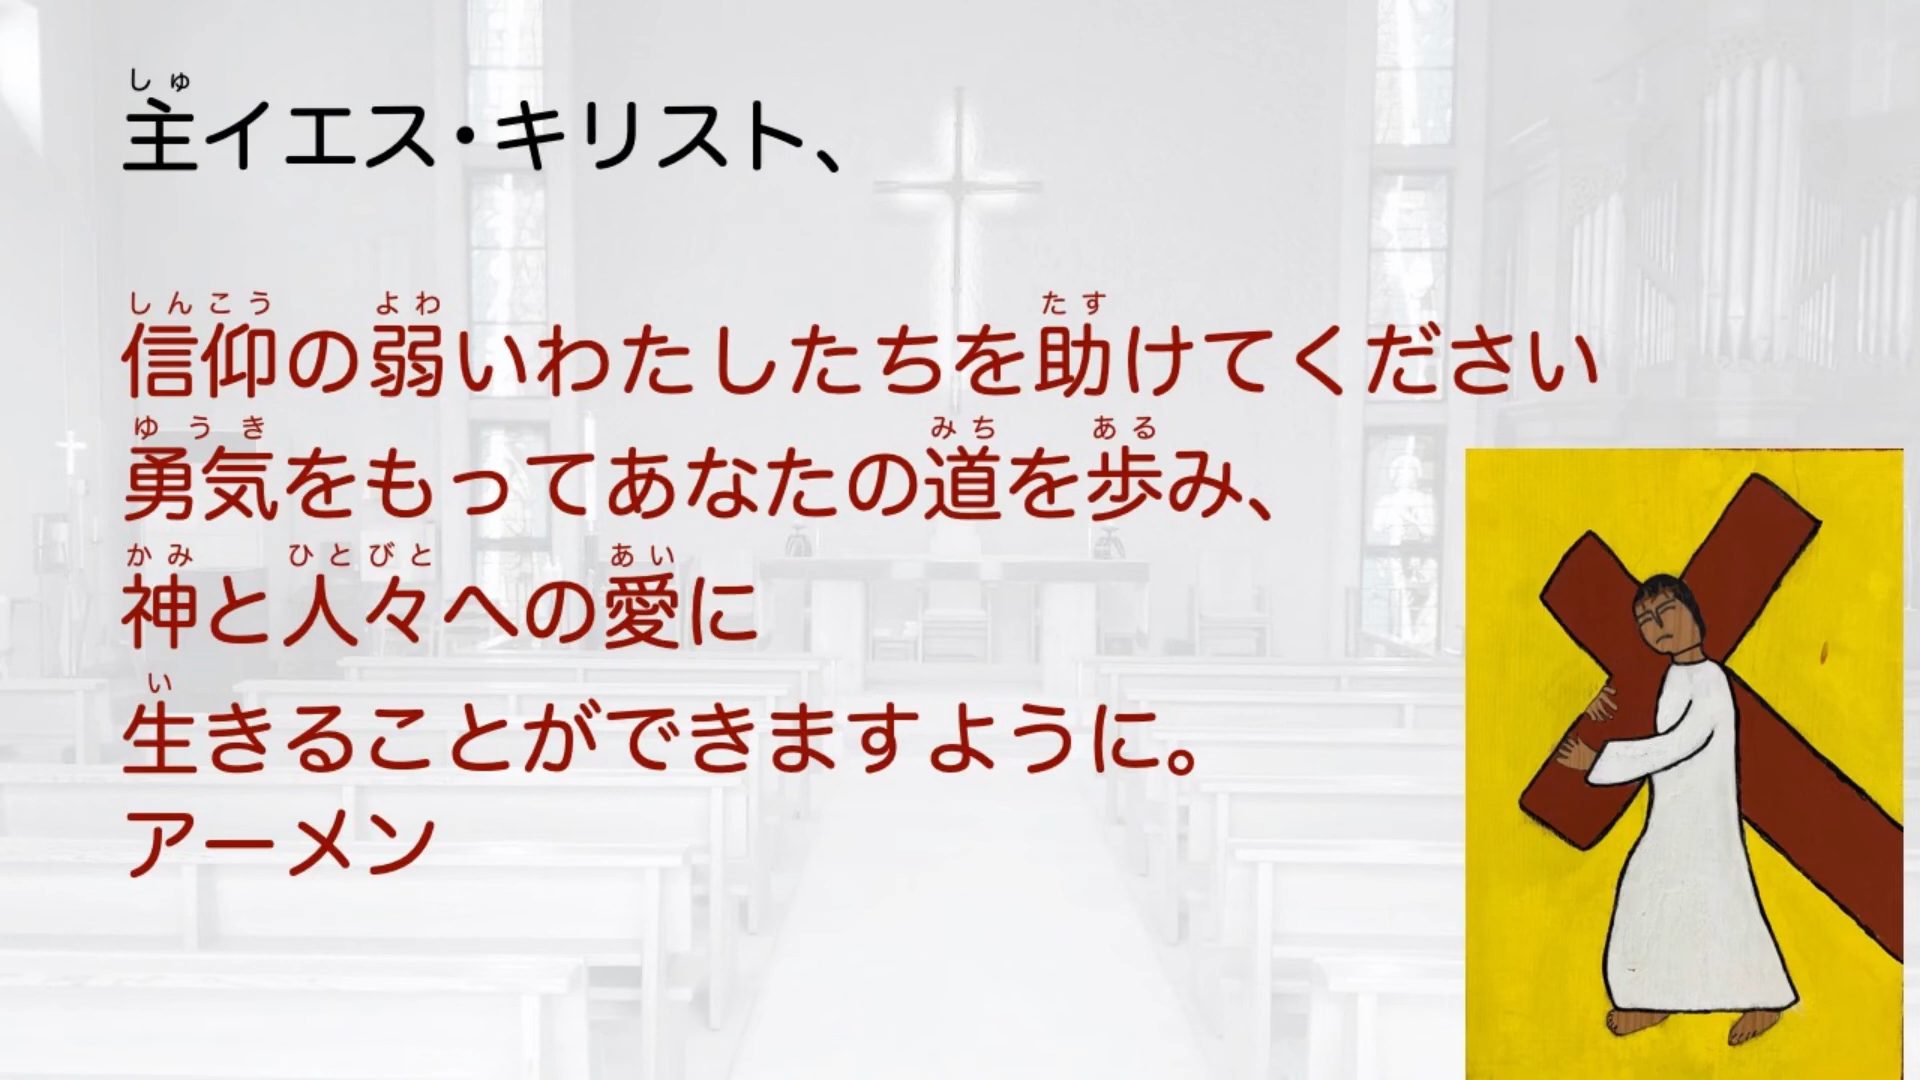 主イエス・キリスト、
信仰の弱いわたしたちを助けてください
勇気をもってあなたの道を歩み、
神と人々への愛に
生きることができますように。
アーメン